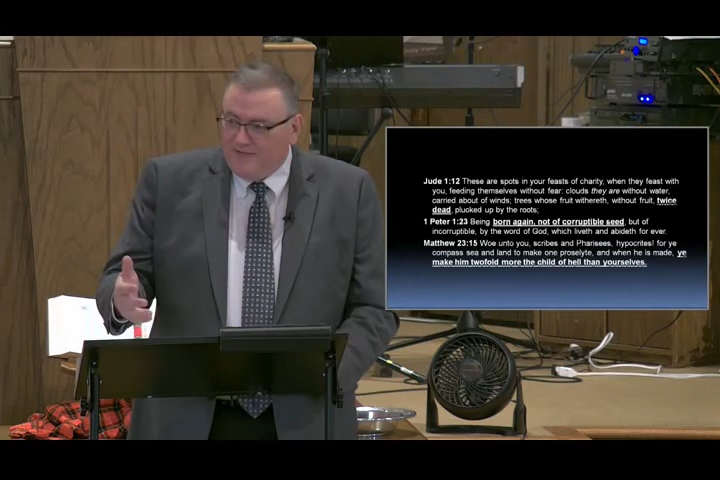 Jude 1:12 These are spots in your feasts of charity, when they feast with
you, feeding themselves without fear: clouds they are without water,
carried about of winds; trees whose fruit withereth, without fruit, twice
dead, plucked up by the roots;
1 Peter 1:23 Being born again, not of corruptible seed, but of
incorruptible, by the word of God, which liveth and abideth for ever.
Matthew 23:15 Woe unto you, scribes and Pharisees, hypocrites! for ye
compass sea and land to make one proselyte, and when he is made, ye
make him twofold more the child of hell than yourselves.